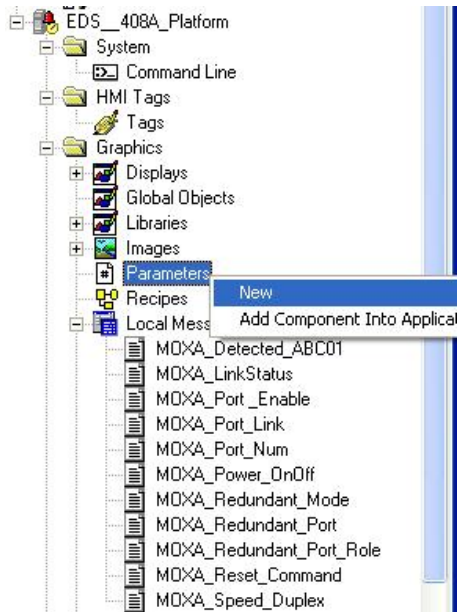 EDS__408A_Platform
System
Command Line
HMI Tags
Tags
Graphics
Displays
Global Objects
Libraries
Images
Parameters
New
Recipes
Add Component Into Applicat
Local Mess
MOXA_Detected_ABC01
MOXA_LinkStatus
MOXA_Port _Enable
MOXA_Port_Link
MOXA_Port_Num
MOXA_Power_OnOff
MOXA_Redundant_Mode
MOXA_Redundant_Port
MOXA_Redundant_Port_Role
MOXA_Reset_Command
MOXA_Speed_Duplex